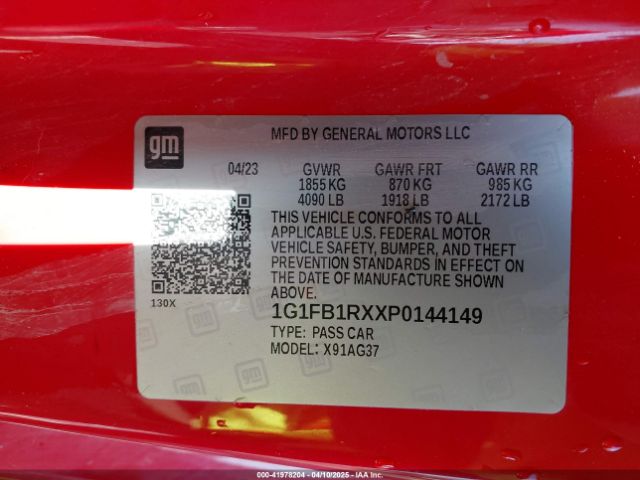 gm
MFD BY GENERAL MOTORS LLC
04/23 GVWR GAWR FRT GAWR RR
1855 KG 870 KG 985 KG
4090 LB 1918 LB 2172 LB
THIS VEHICLE CONFORMS TO ALL
APPLICABLE U.S. FEDERAL MOTOR
VEHICLE SAFETY, BUMPER, AND THEFT
PREVENTION STANDARDS IN EFFECT ON
THE DATE OF MANUFACTURE SHOWN
ABOVE.
130X
1G1FB1RXXP0144149
TYPE: PASS CAR
MODEL: X91AG37
000-41978204 - 04/10/2025 -